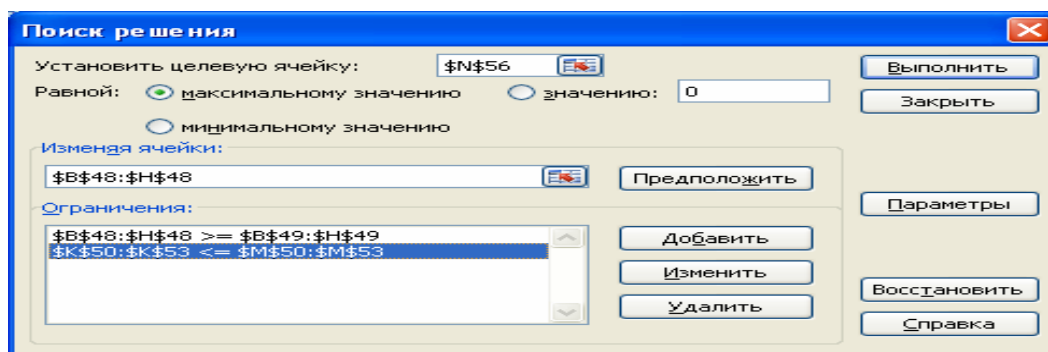 Поиск решения
Установить целевую ячейку: $N$56
Выполнить
Равной: максимальному значению значению: 0
Закрыть
минимальному значению
Изменяя ячейки:
$B$48:$H$48 Предположить
Ограничения:
Параметры
$B$48:$H$48 >= $B$49:$H$49
$K$50:$K$53 <= $M$50:$M$53
Добавить
Изменить
Восстановить
Удалить
Справка